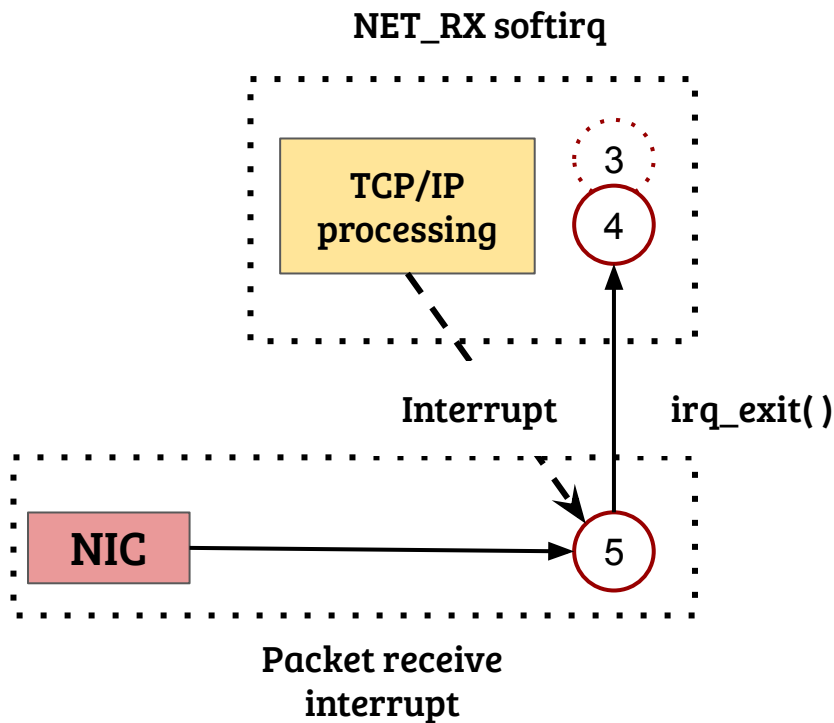 NET_RX softirq
TCP/IP
processing
3
4
Interrupt
irq_exit( )
NIC
5
Packet receive
interrupt